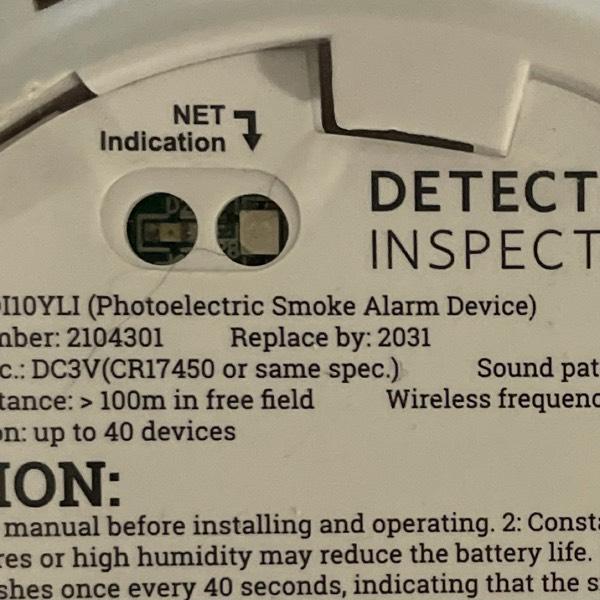 NET
Indication
DETECT
INSPECT
I10YLI (Photoelectric Smoke Alarm Device)
mber: 2104301 Replace by: 2031
c.: DC3V(CR17450 or same spec.) Sound pat
tance: > 100m in free field Wireless frequenc
on: up to 40 devices
ION:
manual before installing and operating. 2: Consta
res or high humidity may reduce the battery life.
shes once every 40 seconds, indicating that the s